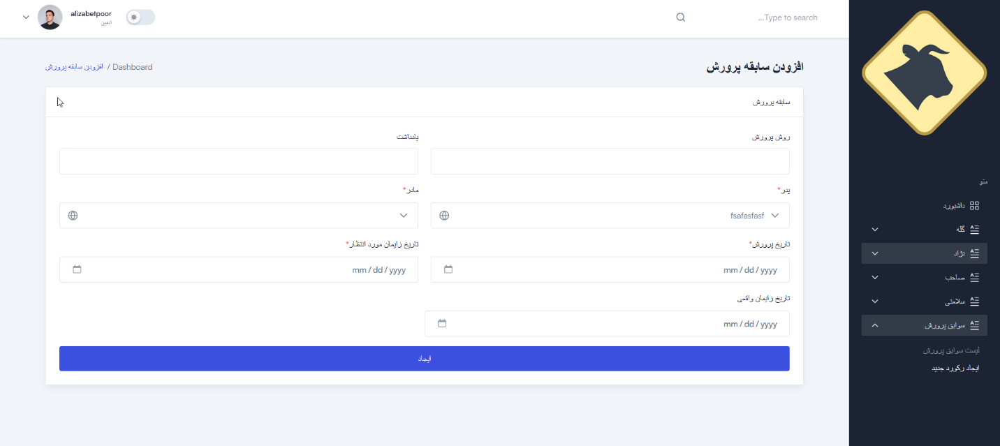 alizabetpoor
ادمین
Type to search...
افزودن سابقه پرورش
Dashboard / افزودن سابقه پرورش
سابقه پرورش
روش پرورش
یادداشت
پدر*
مادر*
fsafasfasf
تاریخ پرورش*
تاریخ زایمان مورد انتظار*
mm/dd/yyyy
mm/dd/yyyy
تاریخ زایمان واقعی
mm/dd/yyyy
ایجاد
منو
داشبورد
گله
نژاد
صاحب
سلامتی
سوابق پرورش
لیست سوابق پرورش
ایجاد رکورد جدید